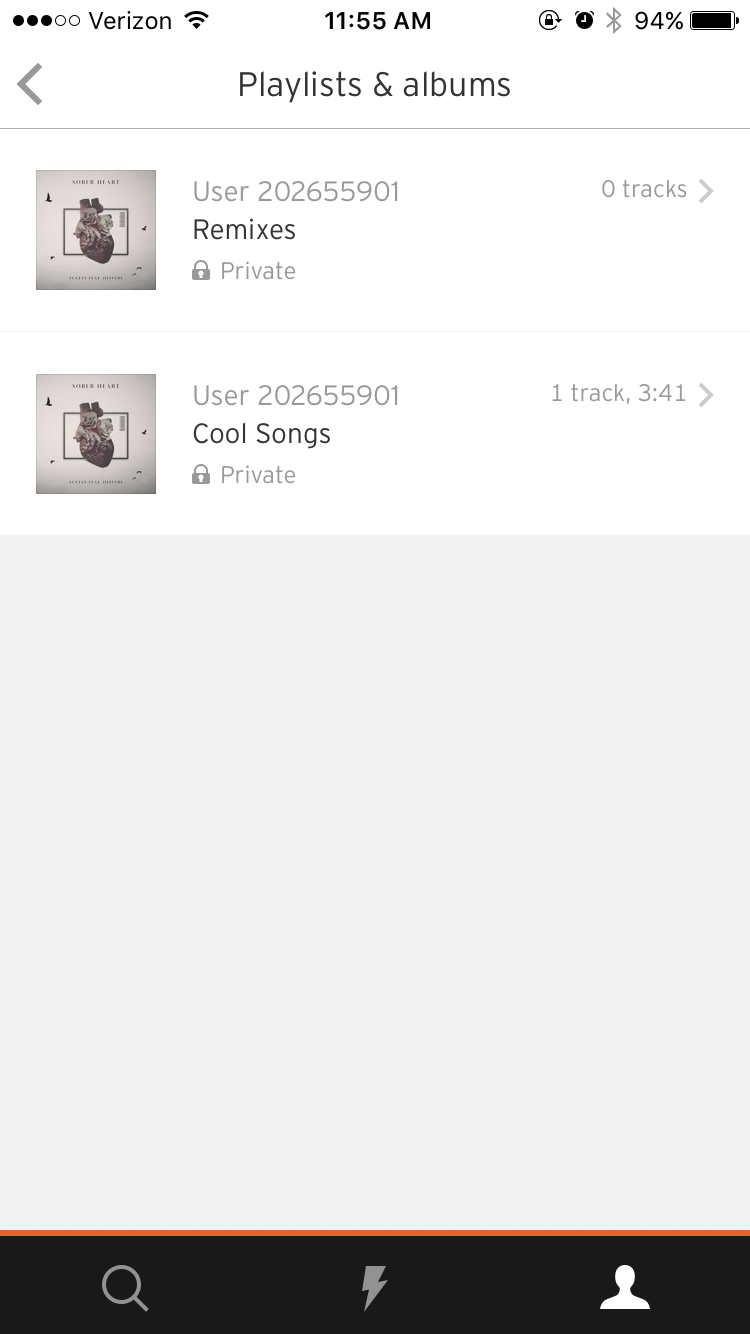 Verizon 11:55 AM 94%
Playlists & albums
SOBER HEART
User 202655901 0 tracks
Remixes
Private
SOBER HEART
User 202655901 1 track, 3:41
Cool Songs
Private